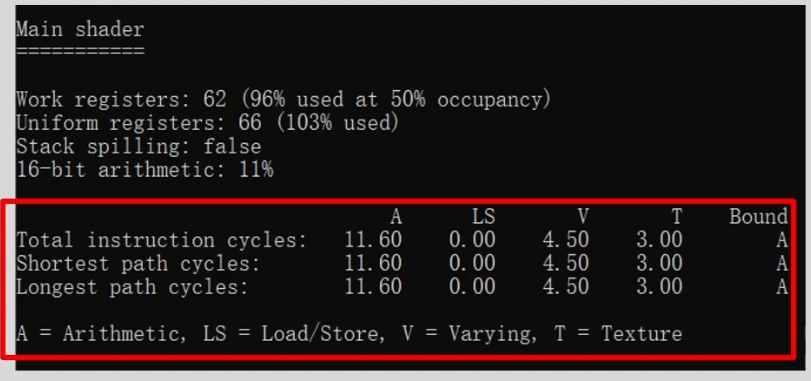 Main shader
===========
Work registers: 62 (96% used at 50% occupancy)
Uniform registers: 66 (103% used)
Stack spilling: false
16-bit arithmetic: 11%
A LS V T Bound
Total instruction cycles: 11.60 0.00 4.50 3.00 A
Shortest path cycles: 11.60 0.00 4.50 3.00 A
Longest path cycles: 11.60 0.00 4.50 3.00 A
A = Arithmetic, LS = Load/Store, V = Varying, T = Texture